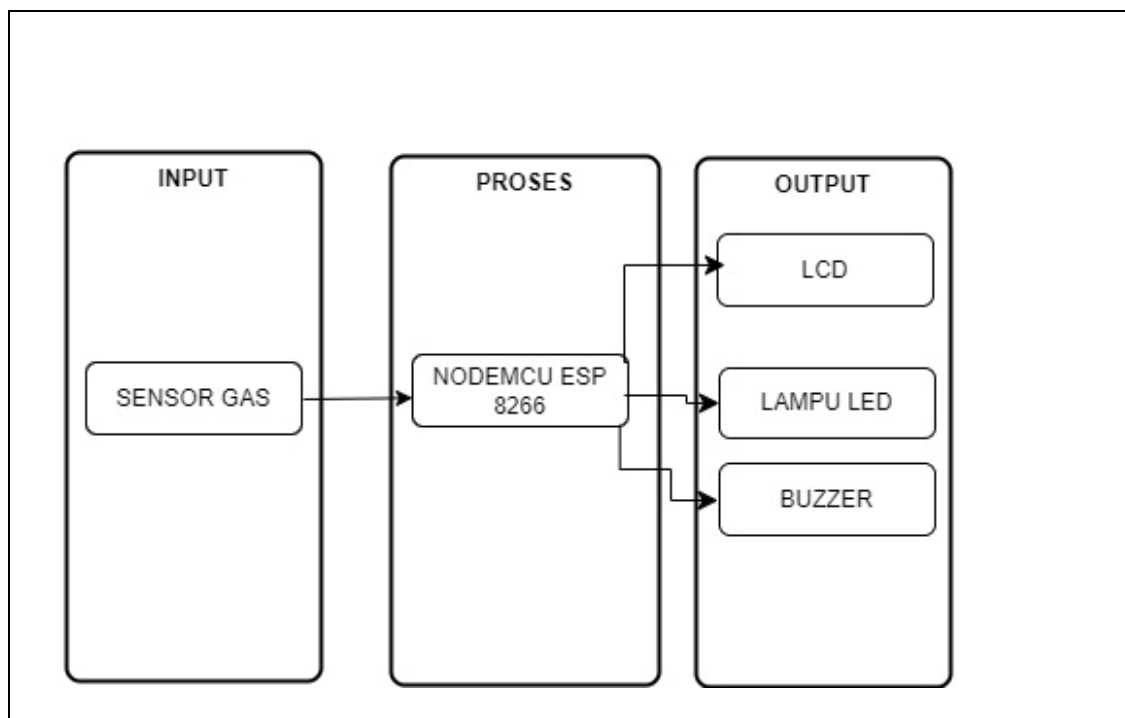 INPUT
SENSOR GAS
PROSES
NODEMCU ESP
8266
OUTPUT
LCD
LAMPU LED
BUZZER